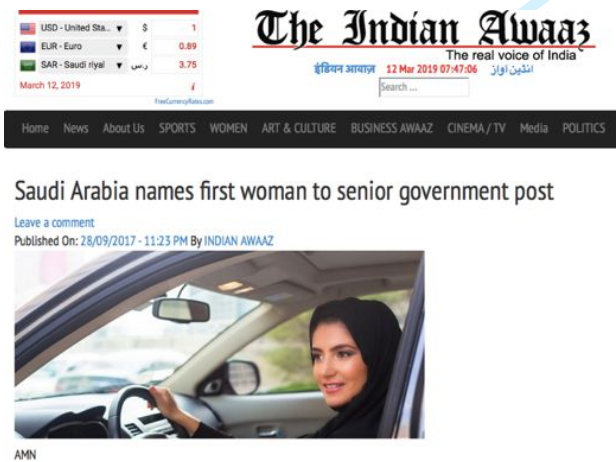 USD - United Sta... ▼ $ 1
EUR - Euro ▼ € 0.89
SAR - Saudi riyal ▼ ر.س 3.75
March 12, 2019 i
FreeCurrencyRates.com
The Indian Awaaz
The real voice of India
इंडियन आवाज़ 12 Mar 2019 07:47:06 انڈین آواز
Search ...
Home News About Us SPORTS WOMEN ART & CULTURE BUSINESS AWAAZ CINEMA / TV Media POLITICS
Saudi Arabia names first woman to senior government post
Leave a comment
Published On: 28/09/2017 - 11:23 PM By INDIAN AWAAZ
AMN